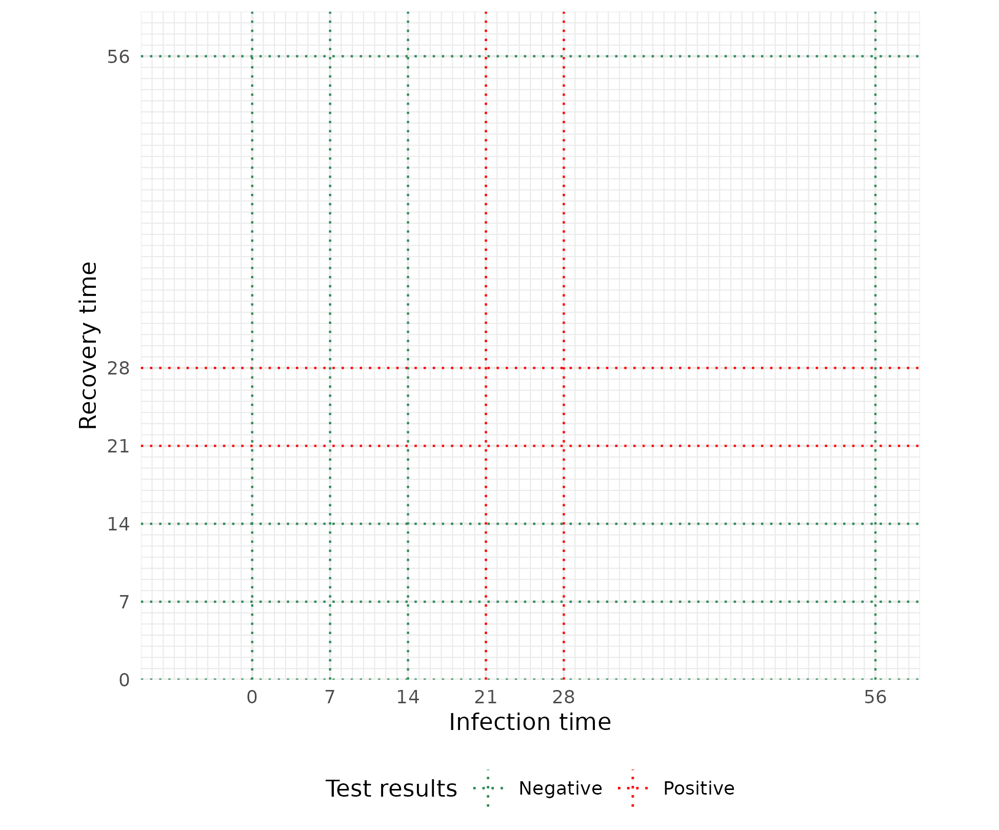 56
28
21
14
7
0
Recovery time
0 7 14 21 28 56
Infection time
Test results Negative Positive